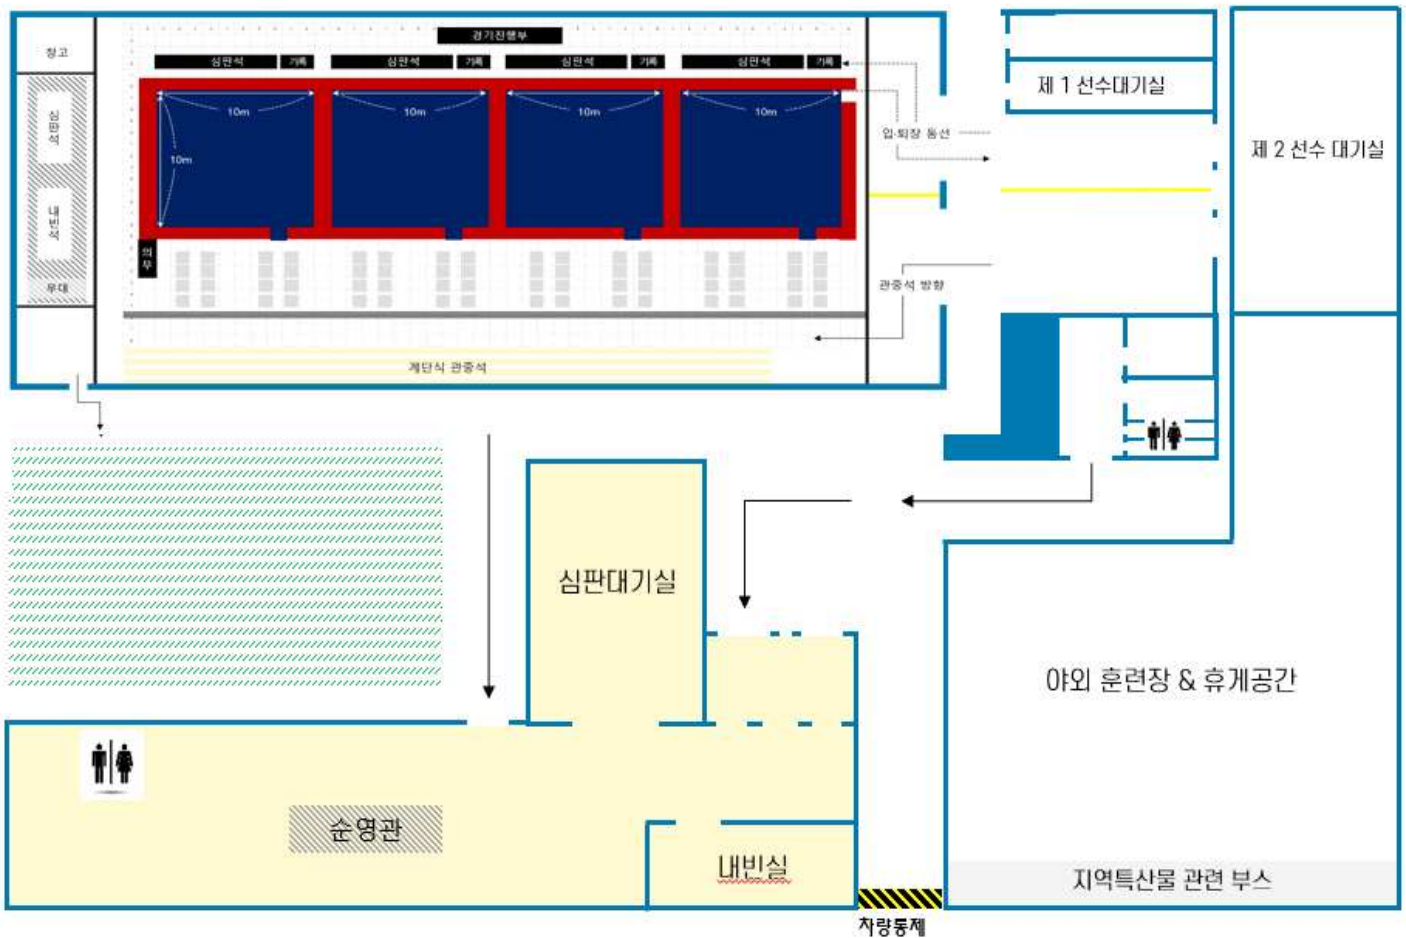 경기진행부
심판석 기록 심판석 기록 심판석 기록 심판석 기록
창고
심판석
내빈석
무대
10m 10m 10m 10m
10m
입·퇴장 동선
의무
관중석 방향
계단식 관중석
제 1 선수대기실
제 2 선수 대기실
심판대기실
야외 훈련장 & 휴게공간
순영관
내빈실
지역특산물 관련 부스
차량통제